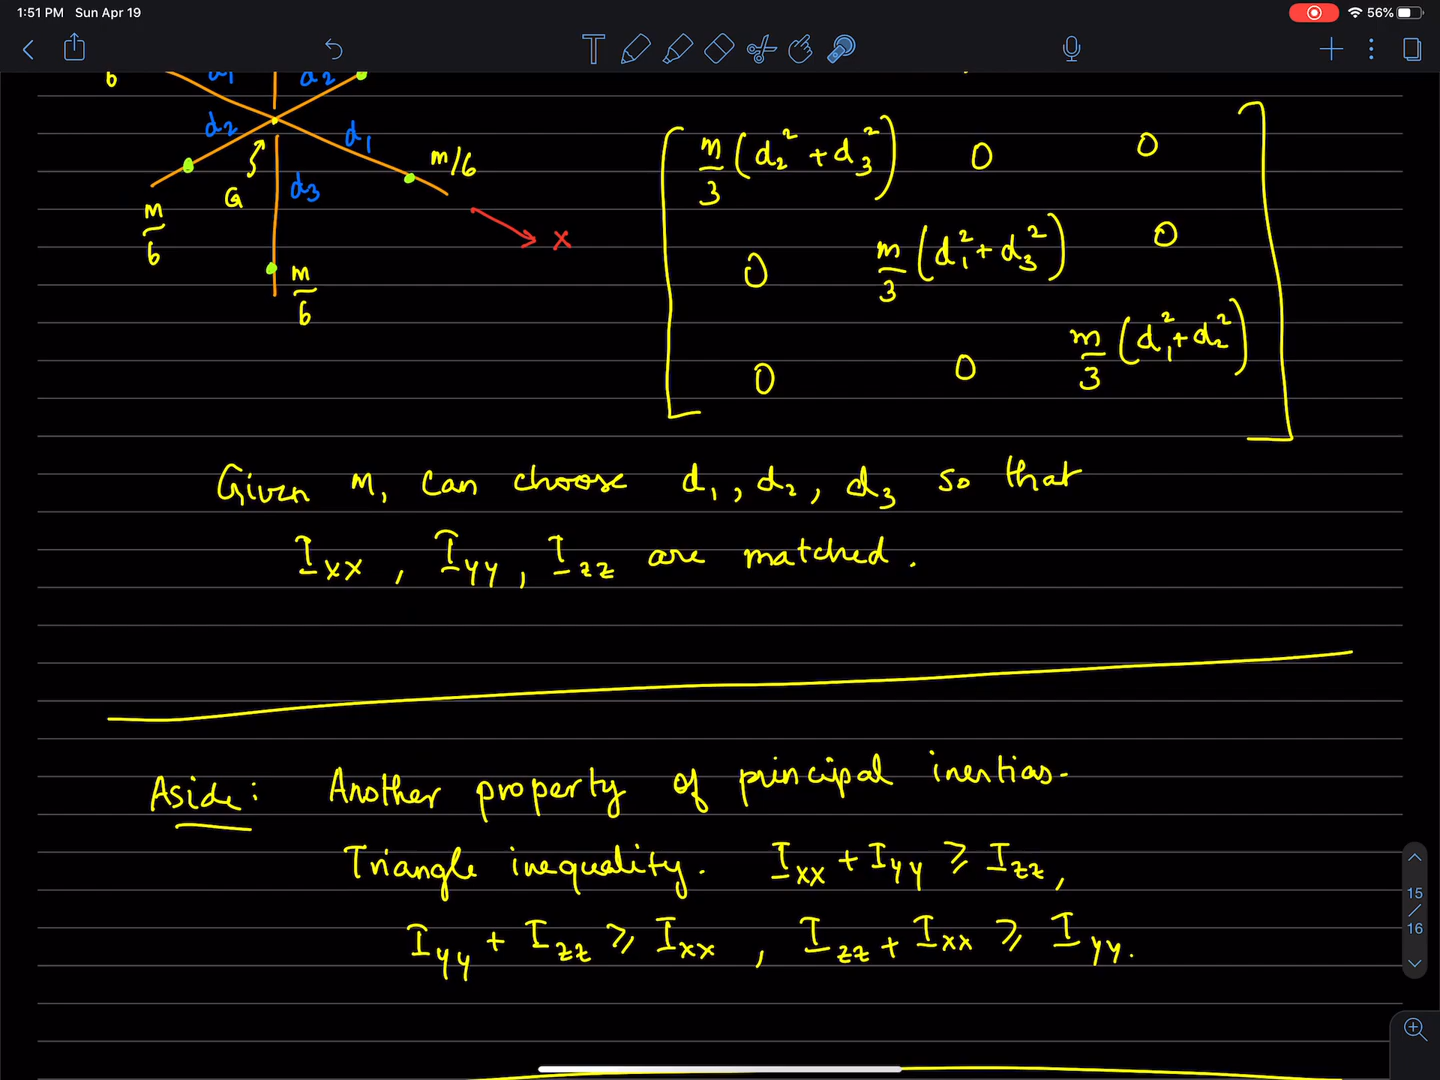 1:51 PM Sun Apr 19
56%
6 d₁ d₂
d₂ d₁ m/6
G d₃
m/6 x
m/6
[ m/3 (d₂² + d₃²) 0 0
0 m/3 (d₁² + d₃²) 0
0 0 m/3 (d₁² + d₂²) ]
Given m, can choose d₁, d₂, d₃ so that
Ixx, Iyy, Izz are matched.
Aside: Another property of principal inertias.
Triangle inequality. Ixx + Iyy ⩾ Izz,
Iyy + Izz ⩾ Ixx, Izz + Ixx ⩾ Iyy.
15
/
16